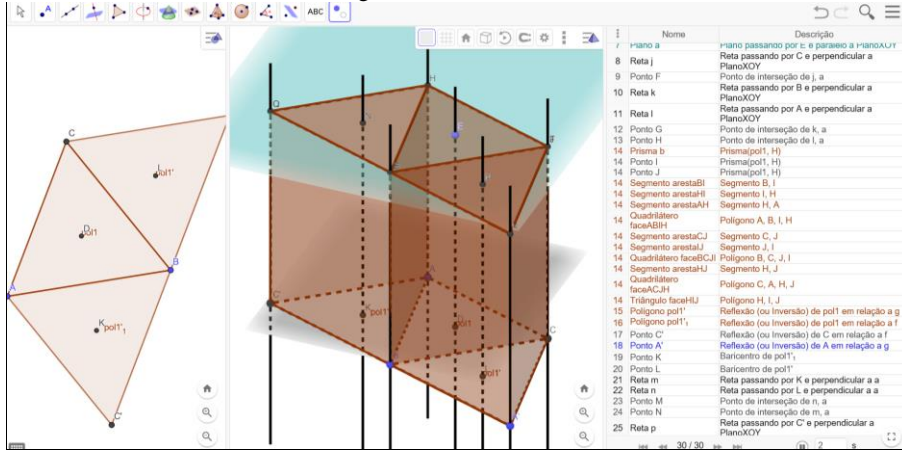 ABC
C
pol1'
D
pol1
B
A
K
pol1'₁
C'
H
E
C'
K
pol1'
pol1
C
pol1'
Nome Descrição
7 Plano a Plano passando por E e paralelo a PlanoXOY
8 Reta j Reta passando por C e perpendicular a
PlanoXOY
9 Ponto F Ponto de interseção de j, a
10 Reta k Reta passando por B e perpendicular a
PlanoXOY
11 Reta l Reta passando por A e perpendicular a
PlanoXOY
12 Ponto G Ponto de interseção de k, a
13 Ponto H Ponto de interseção de l, a
14 Prisma b Prisma(pol1, H)
14 Ponto I Prisma(pol1, H)
14 Ponto J Prisma(pol1, H)
14 Segmento arestaBI Segmento B, I
14 Segmento arestaHI Segmento I, H
14 Segmento arestaAH Segmento H, A
14 Quadrilátero
faceABIH Polígono A, B, I, H
14 Segmento arestaCJ Segmento C, J
14 Segmento arestaIJ Segmento J, I
14 Quadrilátero faceBCJI Polígono B, C, J, I
14 Segmento arestaHJ Segmento H, J
14 Quadrilátero
faceACJH Polígono C, A, H, J
14 Triângulo faceHIJ Polígono H, I, J
15 Polígono pol1' Reflexão (ou Inversão) de pol1 em relação a g
16 Polígono pol1'₁ Reflexão (ou Inversão) de pol1 em relação a f
17 Ponto C' Reflexão (ou Inversão) de C em relação a f
18 Ponto A' Reflexão (ou Inversão) de A em relação a g
19 Ponto K Baricentro de pol1'₁
20 Ponto L Baricentro de pol1'
21 Reta m Reta passando por K e perpendicular a a
22 Reta n Reta passando por L e perpendicular a a
23 Ponto M Ponto de interseção de n, a
24 Ponto N Ponto de interseção de m, a
25 Reta p Reta passando por C' e perpendicular a
PlanoXOY
30 / 30 2 s